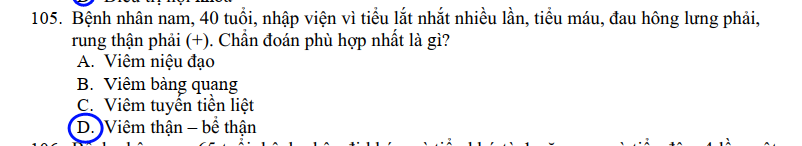 105. Bệnh nhân nam, 40 tuổi, nhập viện vì tiểu lắt nhắt nhiều lần, tiểu máu, đau hông lưng phải,
rung thận phải (+). Chẩn đoán phù hợp nhất là gì?
A. Viêm niệu đạo
B. Viêm bàng quang
C. Viêm tuyến tiền liệt
D. Viêm thận – bể thận